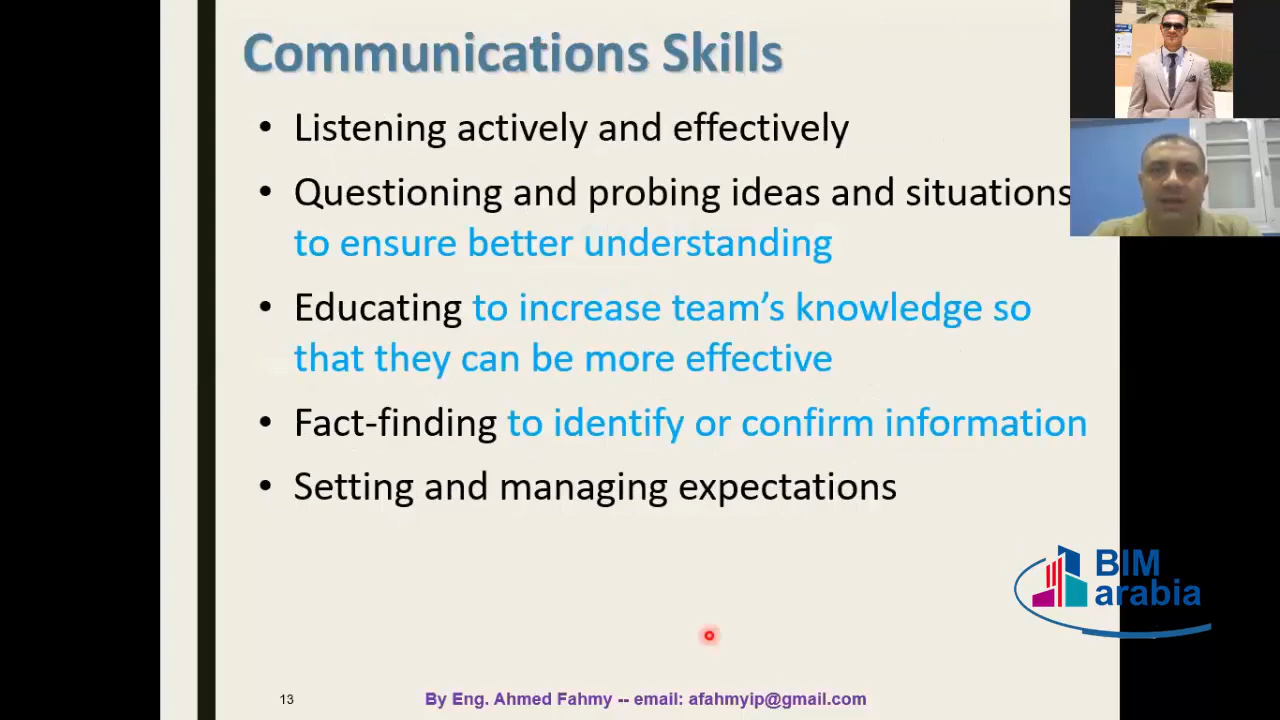 Communications Skills
• Listening actively and effectively
• Questioning and probing ideas and situations
to ensure better understanding
• Educating to increase team’s knowledge so
that they can be more effective
• Fact-finding to identify or confirm information
• Setting and managing expectations
BIM
arabia
13
By Eng. Ahmed Fahmy -- email: afahmyip@gmail.com